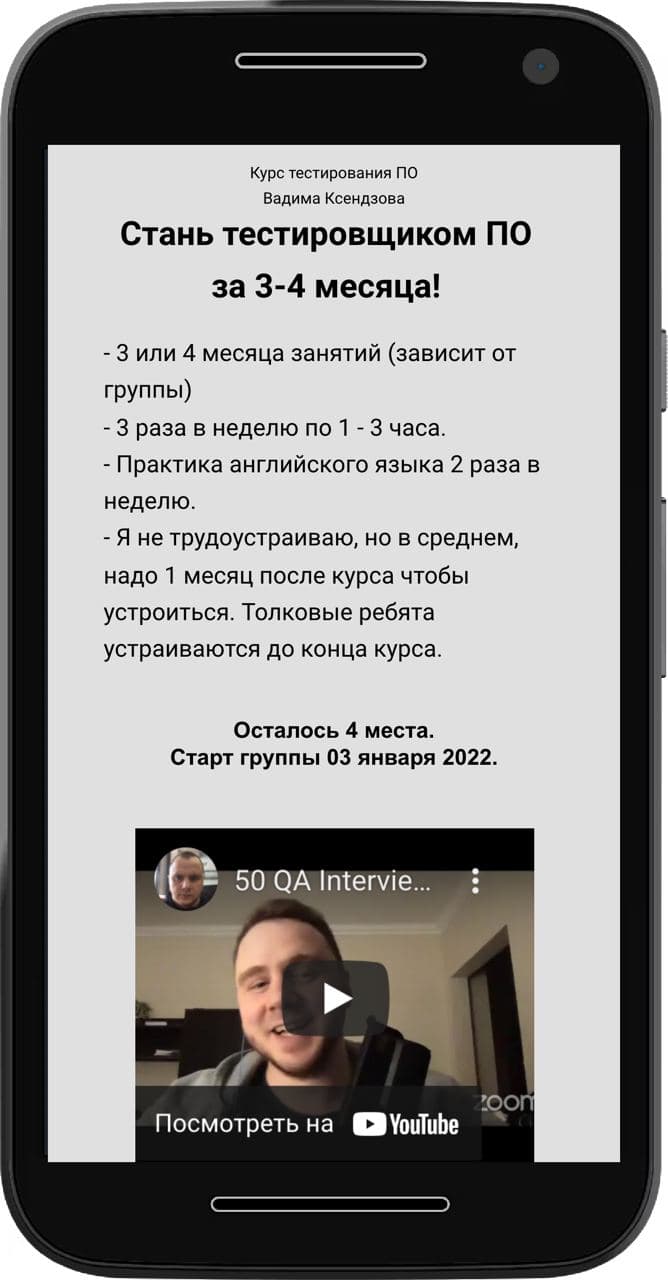 Курс тестирования ПО
Вадима Ксендзова
Стань тестировщиком ПО
за 3-4 месяца!
- 3 или 4 месяца занятий (зависит от
группы)
- 3 раза в неделю по 1 - 3 часа.
- Практика английского языка 2 раза в
неделю.
- Я не трудоустраиваю, но в среднем,
надо 1 месяц после курса чтобы
устроиться. Толковые ребята
устраиваются до конца курса.
Осталось 4 места.
Старт группы 03 января 2022.
50 QA Intervie...
zoom
Посмотреть на YouTube